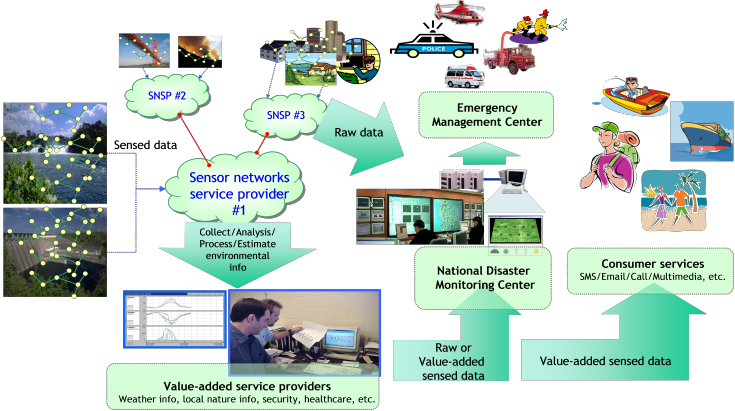 SNSP #2
SNSP #3
POLICE
Emergency
Management Center
Sensed data
Raw data
Sensor networks
service provider
#1
Collect/Analysis/
Process/Estimate
environmental
info
National Disaster
Monitoring Center
Consumer services
SMS/Email/Call/Multimedia, etc.
Raw or
Value-added
sensed data
Value-added sensed data
Value-added service providers
Weather info, local nature info, security, healthcare, etc.